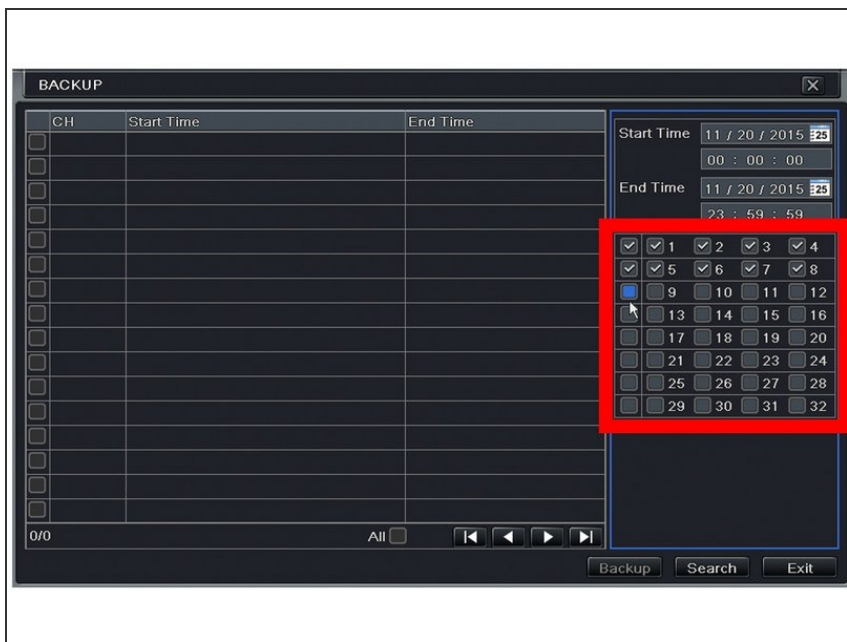 BACKUP
CH Start Time End Time
Start Time 11 / 20 / 2015 25
00 : 00 : 00
End Time 11 / 20 / 2015 25
23 : 59 : 59
1 2 3 4
5 6 7 8
9 10 11 12
13 14 15 16
17 18 19 20
21 22 23 24
25 26 27 28
29 30 31 32
0/0 All
Backup Search Exit